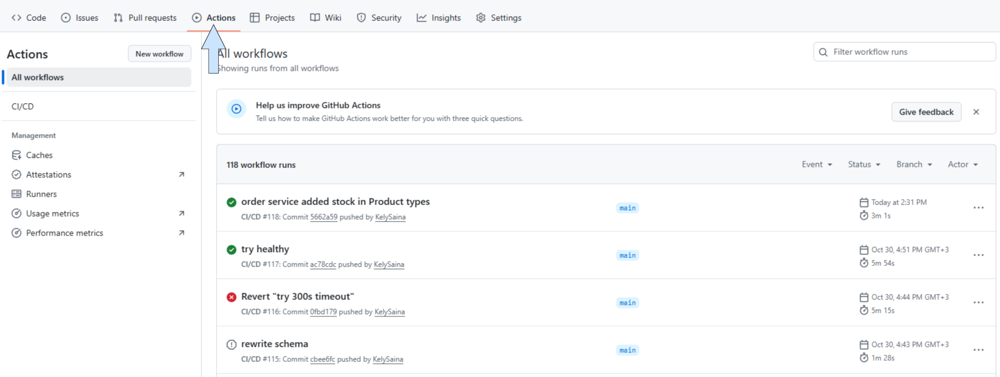 Code Issues Pull requests Actions Projects Wiki Security Insights Settings
Actions
New workflow
All workflows
CI/CD
Management
Caches
Attestations
Runners
Usage metrics
Performance metrics
All workflows
Showing runs from all workflows
Filter workflow runs
Help us improve GitHub Actions
Tell us how to make GitHub Actions work better for you with three quick questions.
Give feedback
118 workflow runs
Event Status Branch Actor
order service added stock in Product types
CI/CD #118: Commit 5662a59 pushed by KelySaina
main
Today at 2:31 PM
3m 1s
try healthy
CI/CD #117: Commit ac78cdc pushed by KelySaina
main
Oct 30, 4:51 PM GMT+3
5m 54s
Revert "try 300s timeout"
CI/CD #116: Commit 0fbd179 pushed by KelySaina
main
Oct 30, 4:44 PM GMT+3
5m 15s
rewrite schema
CI/CD #115: Commit cbee6fc pushed by KelySaina
main
Oct 30, 4:43 PM GMT+3
1m 28s